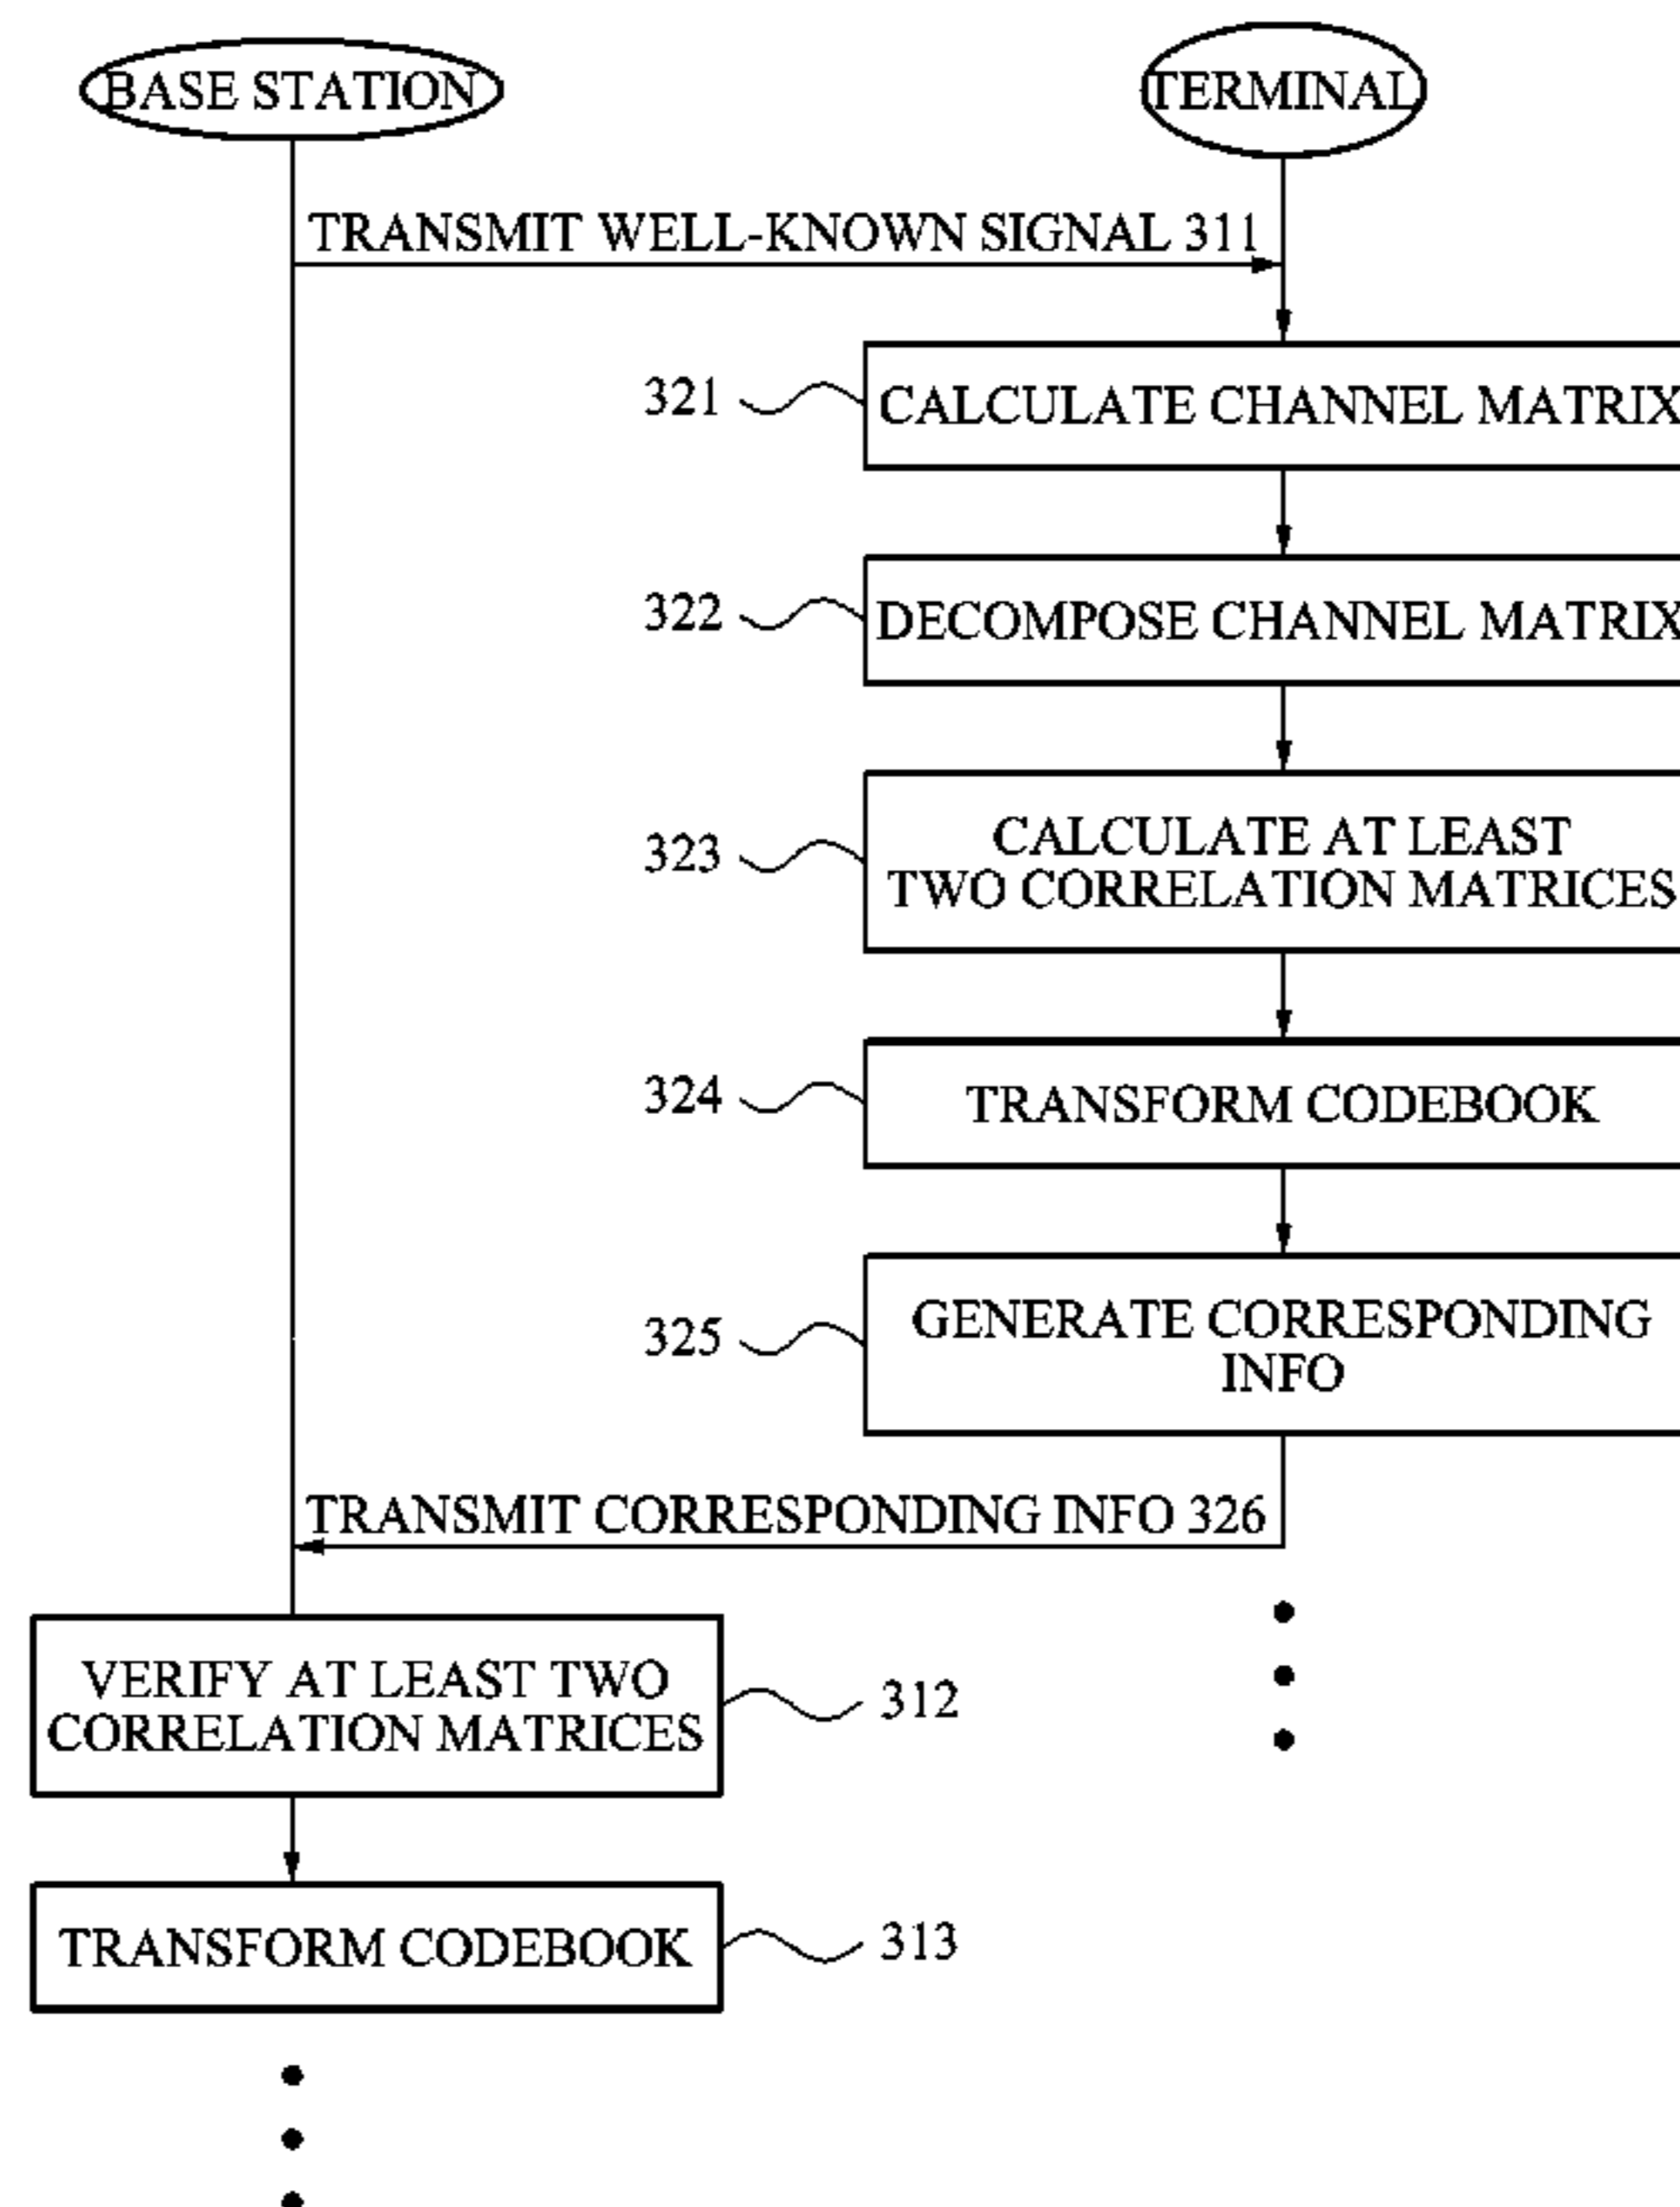 BASE STATION
TERMINAL
TRANSMIT WELL-KNOWN SIGNAL 311
321
CALCULATE CHANNEL MATRIX
322
DECOMPOSE CHANNEL MATRIX
323
CALCULATE AT LEAST
TWO CORRELATION MATRICES
324
TRANSFORM CODEBOOK
325
GENERATE CORRESPONDING
INFO
TRANSMIT CORRESPONDING INFO 326
VERIFY AT LEAST TWO
CORRELATION MATRICES
312
TRANSFORM CODEBOOK
313